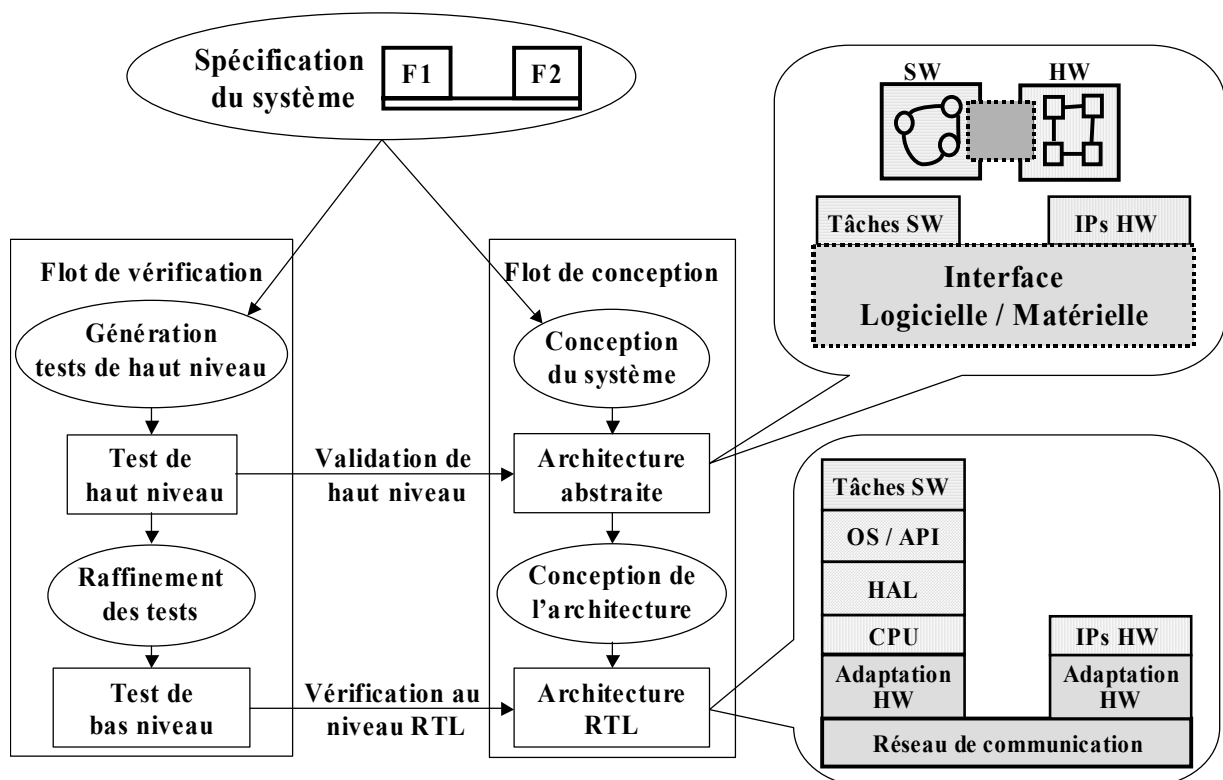 Spécification
du système
F1
F2
Flot de vérification
Génération
tests de haut niveau
Test de
haut niveau
Raffinement
des tests
Test de
bas niveau
Validation de
haut niveau
Vérification au
niveau RTL
Flot de conception
Conception
du système
Architecture
abstraite
Conception de
l’architecture
Architecture
RTL
SW
HW
Tâches SW
IPs HW
Interface
Logicielle / Matérielle
Tâches SW
OS / API
HAL
CPU
Adaptation
HW
IPs HW
Adaptation
HW
Réseau de communication